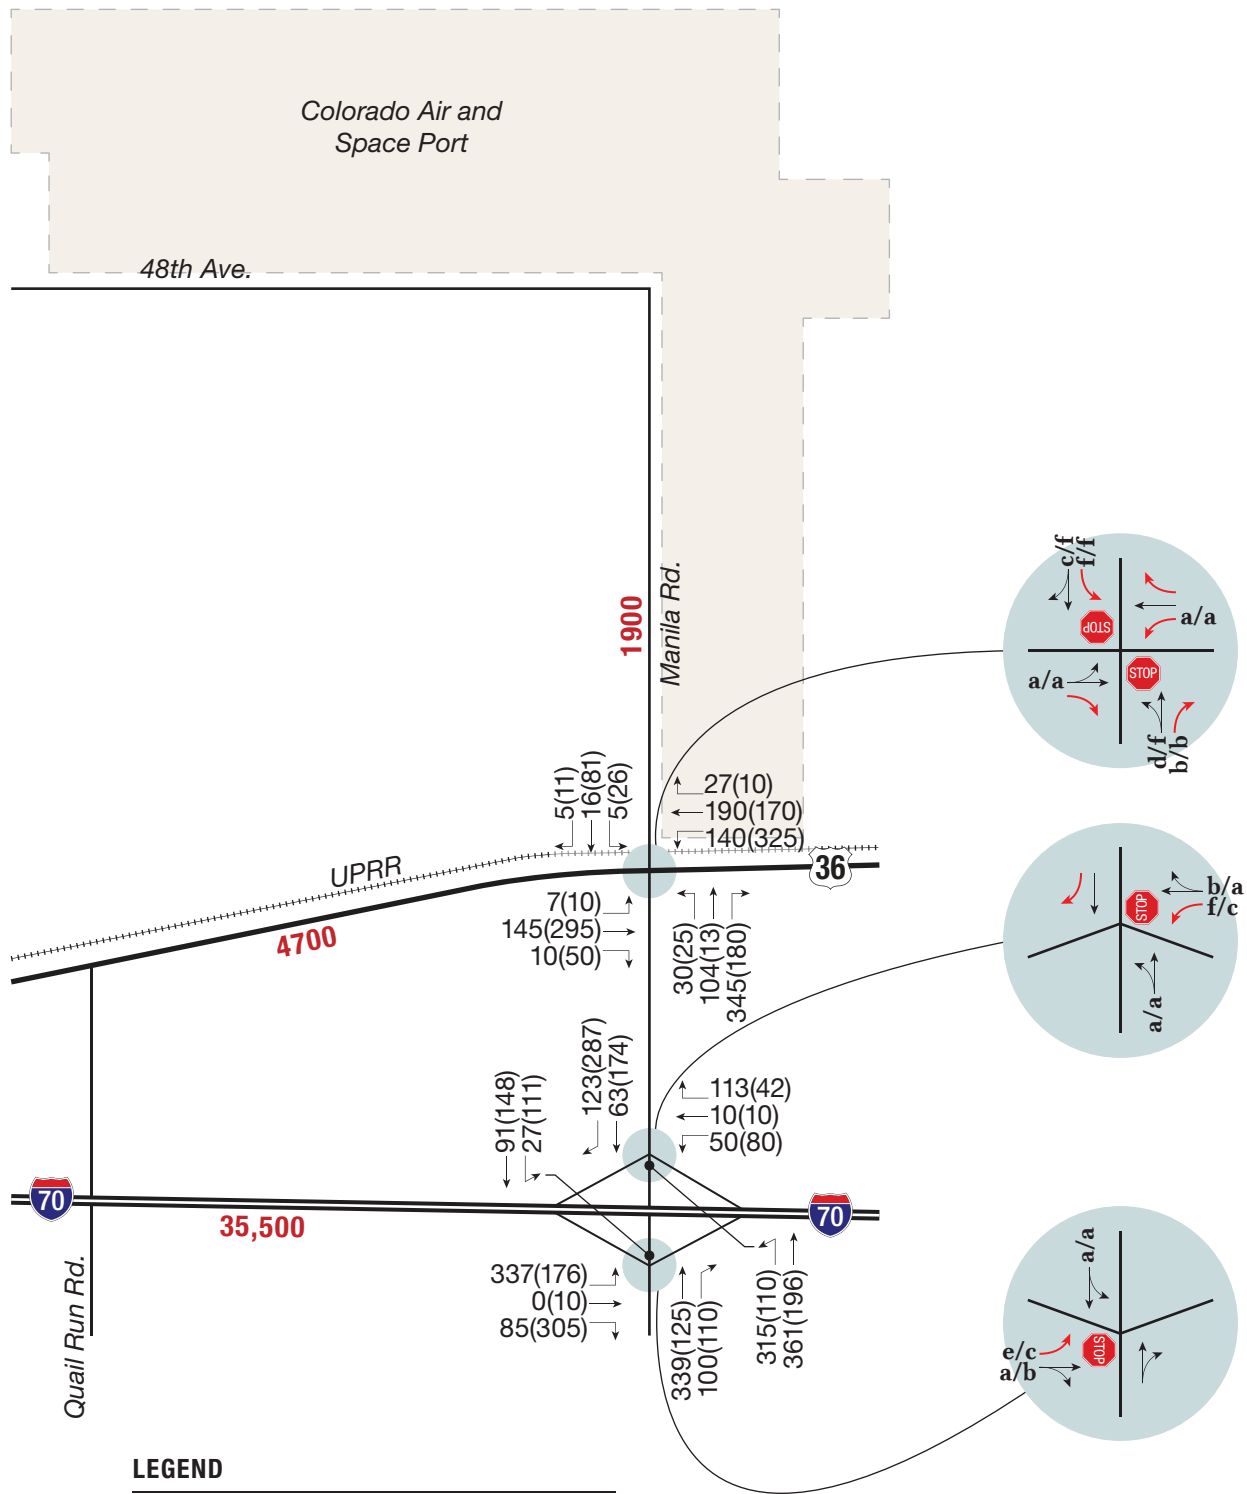 Colorado Air and
Space Port
48th Ave.
1900
Manila Rd.
c/f
f/f
a/a
STOP
STOP
a/a
d/f
b/b
5(11)
16(81)
5(26)
27(10)
190(170)
140(325)
UPRR
36
4700
7(10)
145(295)
10(50)
30(25)
104(13)
345(180)
b/a
f/c
STOP
a/a
91(148)
27(111)
123(287)
63(174)
113(42)
10(10)
50(80)
70
35,500
70
Quail Run Rd.
337(176)
0(10)
85(305)
339(125)
100(110)
315(110)
361(196)
a/a
e/c
a/b
STOP
LEGEND